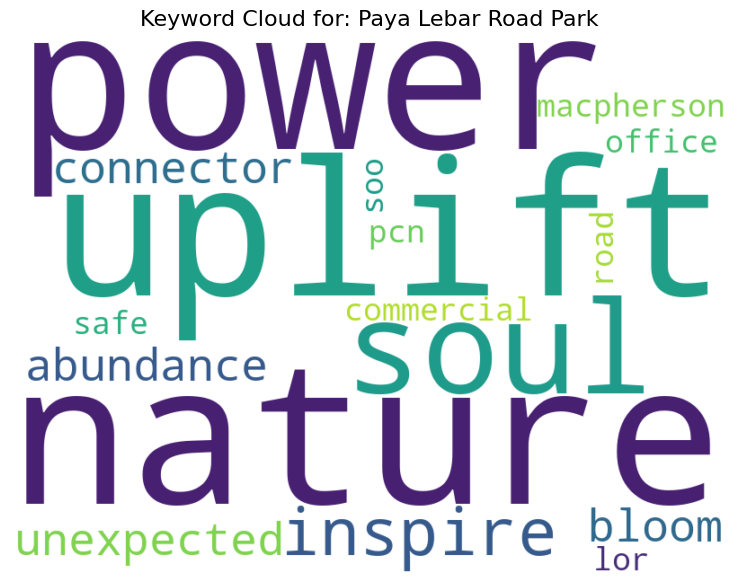 Keyword Cloud for: Paya Lebar Road Park
power
macpherson
office
connector
soo
uplift
pcn
road
commercial
safe
soul
abundance
nature
unexpected
inspire
bloom
lor